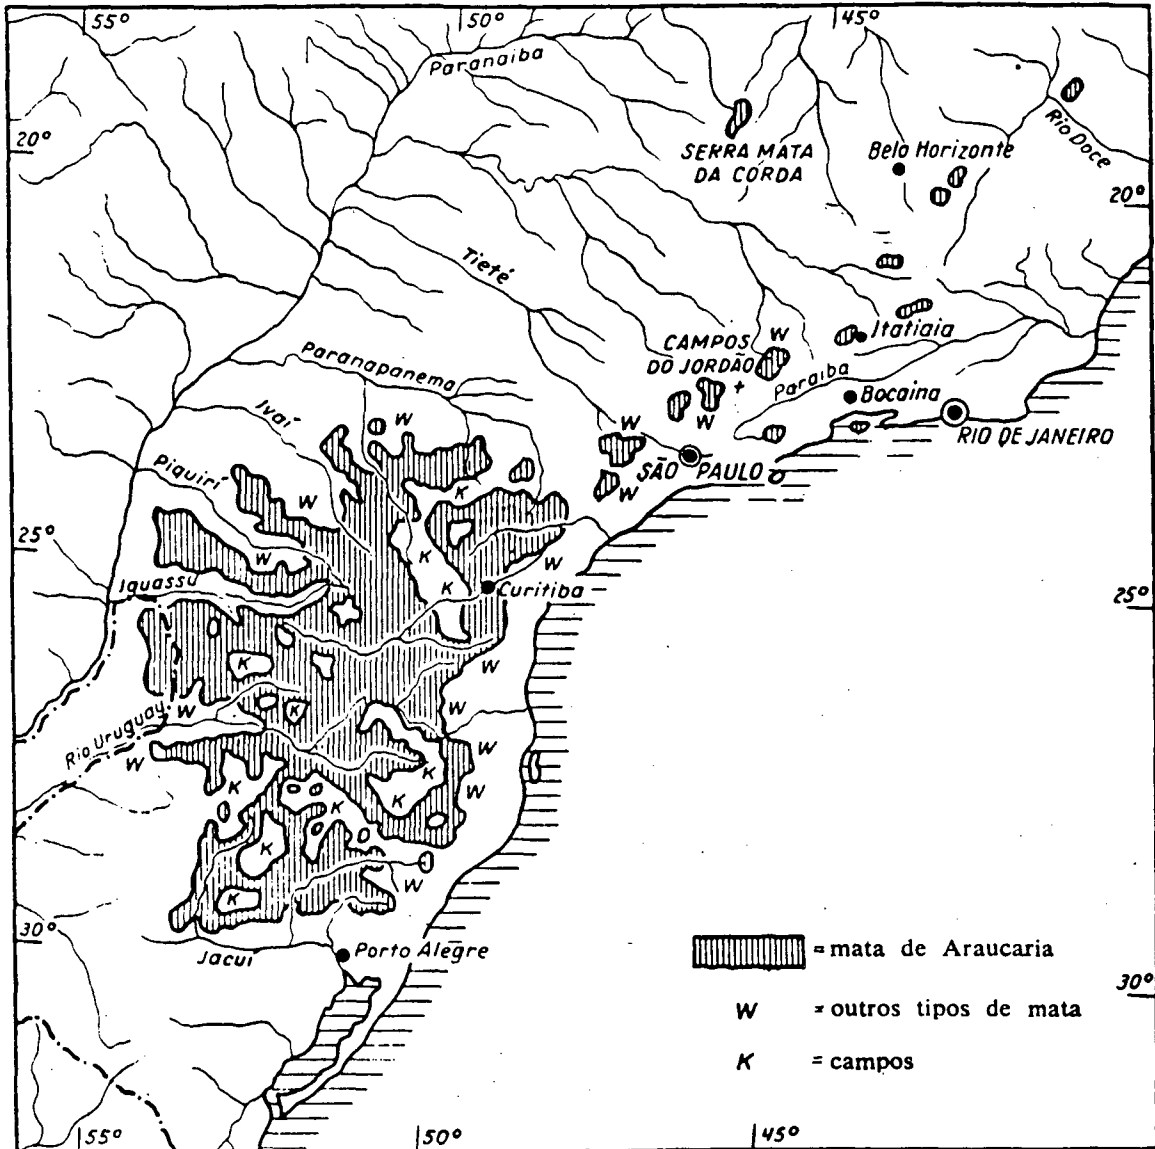 55°
50°
45°
Paranaiba
20°
SERRA MATA
DA CORDA
Belo Horizonte
Rio Doce
20°
Tieté
CAMPOS
DO JORDÃO
W
Itatiaia
Paranapanema
Paraiba
Bocaina
Ivaí
W
W
W
RIO DE JANEIRO
Piquirí
W
K
SÃO PAULO
W
25°
W
K
W
Iguassu
K
Curitiba
25°
K
W
Rio Uruguay
W
K
W
W
W
K
K
K
W
K
K
K
W
30°
Jacuí
Porto Alegre
= mata de Araucaria
30°
W = outros tipos de mata
K = campos
55°
50°
45°